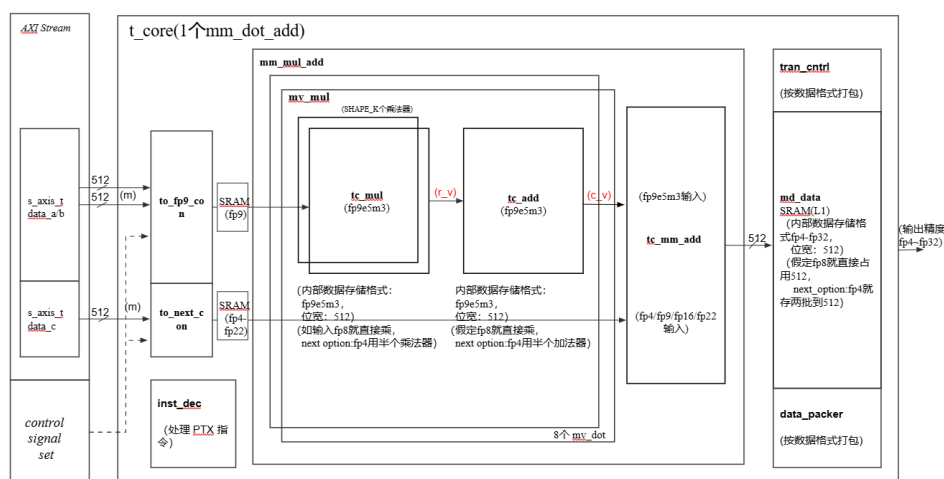 AXI Stream
t_core(1个mm_dot_add)
mm_mul_add
mv_mul
(SHAPE_K个乘法器)
tran_cntrl
(按数据格式打包)
512
512
(m)
s_axis_t
data_a/b
to_fp9_co
n
SRAM
(fp9)
tc_mul
(fp9e5m3)
(r_v)
tc_add
(fp9e5m3)
(c_v)
(fp9e5m3输入)
tc_mm_add
512
md_data
SRAM(L1)
(内部数据存储格
式fp4-fp32,
位宽：512)
(假定fp8就直接占
用512,
next_option:fp4就
存两批到512)
(输出精度
fp4~fp32)
s_axis_t
data_c
512
(m)
to_next_c
on
SRAM
(fp4-
fp22)
(内部数据存储格式：
fp9e5m3,
位宽：512)
(如输入fp8就直接乘,
next option:fp4用半个乘法器)
内部数据存储格式：
fp9e5m3,
位宽：512)
(假定fp8就直接乘,
next option:fp4用半个加法器)
(fp4/fp9/fp16/fp22
输入)
control
signal
set
inst_dec
(处理 PTX 指
令)
8个 mv_dot
data_packer
(按数据格式打包)